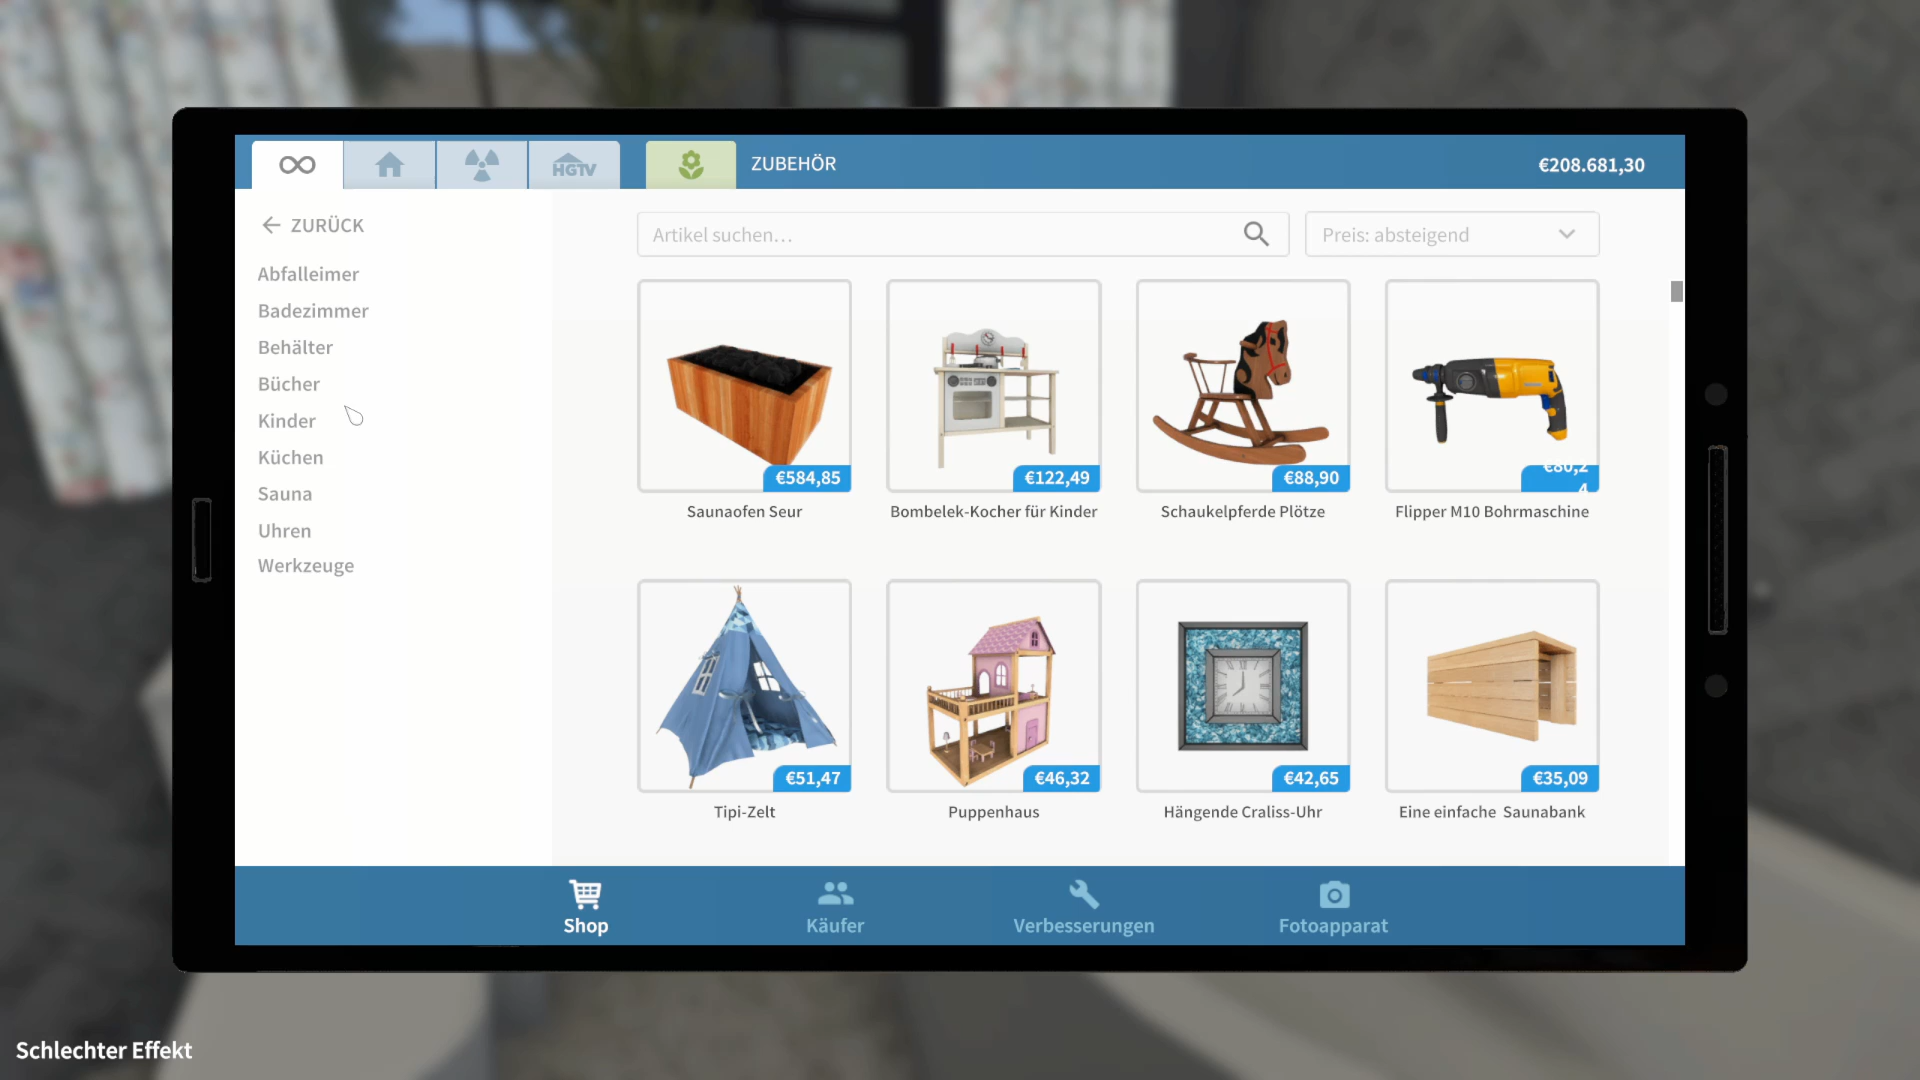 HGTV
ZUBEHÖR
€208.681,30
ZURÜCK
Artikel suchen...
Preis: absteigend
Abfalleimer
Badezimmer
Behälter
Bücher
Kinder
Küchen
Sauna
Uhren
Werkzeuge
€584,85
€122,49
€88,90
€80,2
4
Saunaofen Seur
Bombelek-Kocher für Kinder
Schaukelpferde Plötze
Flipper M10 Bohrmaschine
€51,47
€46,32
€42,65
€35,09
Tipi-Zelt
Puppenhaus
Hängende Craliss-Uhr
Eine einfache Saunabank
Shop
Käufer
Verbesserungen
Fotoapparat
Schlechter Effekt